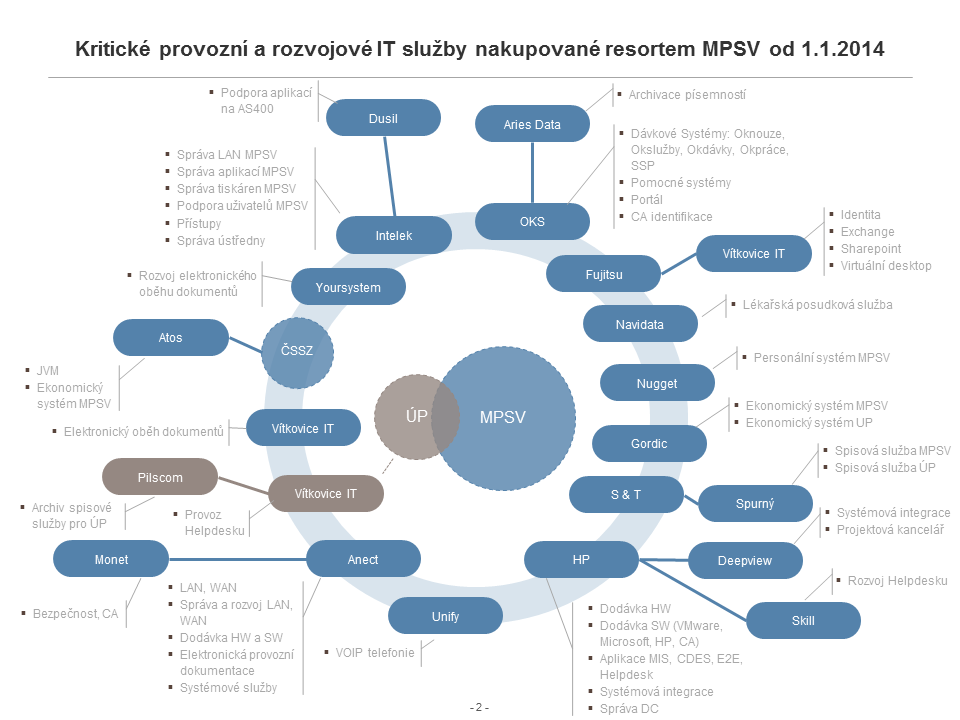 Kritické provozní a rozvojové IT služby nakupované resortem MPSV od 1.1.2014
▪ Podpora aplikací
na AS400
Dusil
Aries Data
▪ Archivace písemností
▪ Správa LAN MPSV
▪ Správa aplikací MPSV
▪ Správa tiskáren MPSV
▪ Podpora uživatelů MPSV
▪ Přístupy
▪ Správa ústředny
Intelek
OKS
▪ Dávkové Systémy: Oknouze,
Okslužby, Okdávky, Okpráce,
SSP
▪ Pomocné systémy
▪ Portál
▪ CA identifikace
▪ Rozvoj elektronického
oběhu dokumentů
Yoursystem
Fujitsu
Vítkovice IT
▪ Identita
▪ Exchange
▪ Sharepoint
▪ Virtuální desktop
Atos
ČSSZ
Navidata
▪ Lékařská posudková služba
▪ JVM
▪ Ekonomický
systém MPSV
Nugget
▪ Personální systém MPSV
ÚP
MPSV
▪ Elektronický oběh dokumentů
Vítkovice IT
Gordic
▪ Ekonomický systém MPSV
▪ Ekonomický systém UP
Pilscom
Vítkovice IT
▪ Archiv spisové
služby pro ÚP
▪ Provoz
Helpdesku
S & T
Spurný
▪ Spisová služba MPSV
▪ Spisová služba ÚP
Monet
Anect
HP
Deepview
▪ Systémová integrace
▪ Projektová kancelář
▪ Bezpečnost, CA
▪ LAN, WAN
▪ Správa a rozvoj LAN,
WAN
▪ Dodávka HW a SW
▪ Elektronická provozní
dokumentace
▪ Systémové služby
Unify
▪ VOIP telefonie
Skill
▪ Rozvoj Helpdesku
▪ Dodávka HW
▪ Dodávka SW (VMware,
Microsoft, HP, CA)
▪ Aplikace MIS, CDES, E2E,
Helpdesk
▪ Systémová integrace
▪ Správa DC
- 2 -